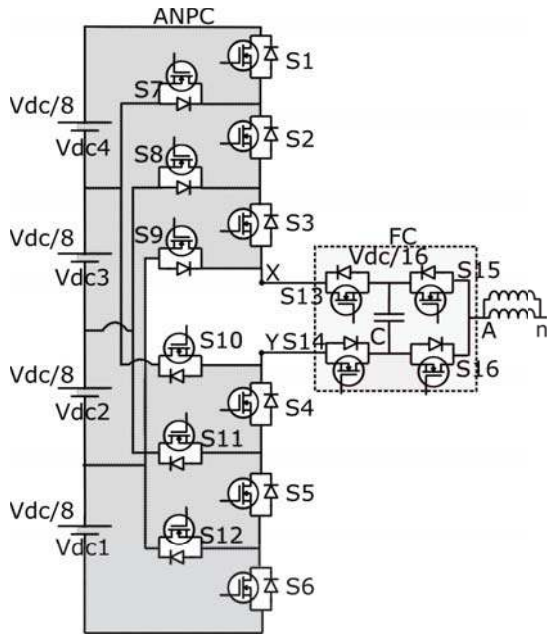 ANPC
S1
S7
Vdc/8
Vdc4
S2
S8
S3
S9
Vdc/8
Vdc3
X
FC
Vdc/16
S15
S13
S10
Y
S14
C
A
n
S16
Vdc/8
Vdc2
S4
S11
S5
Vdc/8
Vdc1
S12
S6